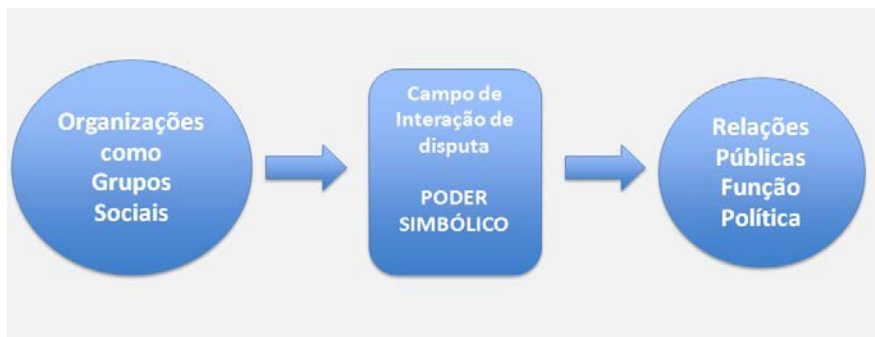 Organizações
como
Grupos
Sociais
Campo de
Interação de
disputa
PODER
SIMBÓLICO
Relações
Públicas
Função
Política